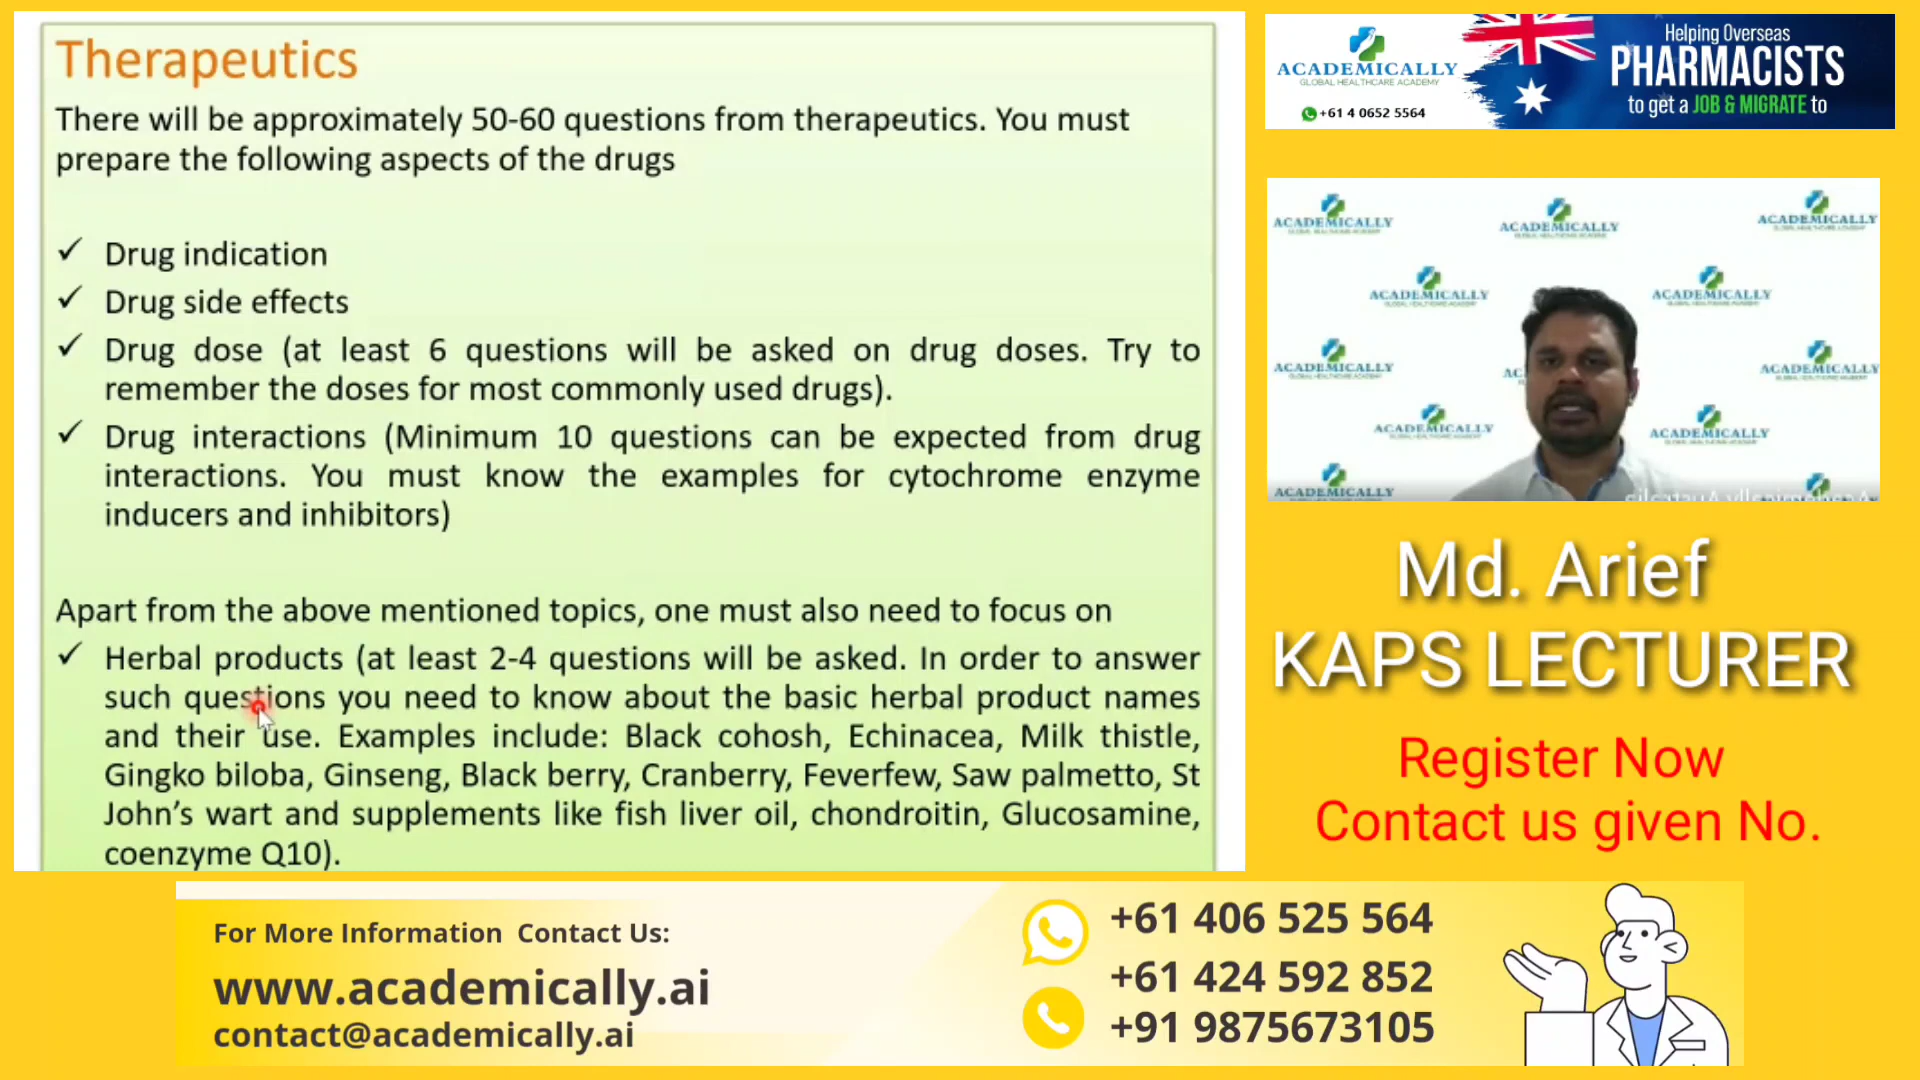 Therapeutics
There will be approximately 50-60 questions from therapeutics. You must
prepare the following aspects of the drugs
✓ Drug indication
✓ Drug side effects
✓ Drug dose (at least 6 questions will be asked on drug doses. Try to
remember the doses for most commonly used drugs).
✓ Drug interactions (Minimum 10 questions can be expected from drug
interactions. You must know the examples for cytochrome enzyme
inducers and inhibitors)
Apart from the above mentioned topics, one must also need to focus on
✓ Herbal products (at least 2-4 questions will be asked. In order to answer
such questions you need to know about the basic herbal product names
and their use. Examples include: Black cohosh, Echinacea, Milk thistle,
Gingko biloba, Ginseng, Black berry, Cranberry, Feverfew, Saw palmetto, St
John's wart and supplements like fish liver oil, chondroitin, Glucosamine,
coenzyme Q10).
ACADEMICALLY
GLOBAL HEALTHCARE ACADEMY
+61 4 0652 5564
Helping Overseas
PHARMACISTS
to get a JOB & MIGRATE to
ACADEMICALLY
ACADEMICALLY
ACADEMICALLY
ACADEMICALLY
ACADEMICALLY
ACADEMICALLY
ACADEMICALLY
ACADEMICALLY
ACADEMICALLY
ACADEMICALLY
Md. Arief
KAPS LECTURER
Register Now
Contact us given No.
For More Information Contact Us:
www.academically.ai
contact@academically.ai
+61 406 525 564
+61 424 592 852
+91 9875673105